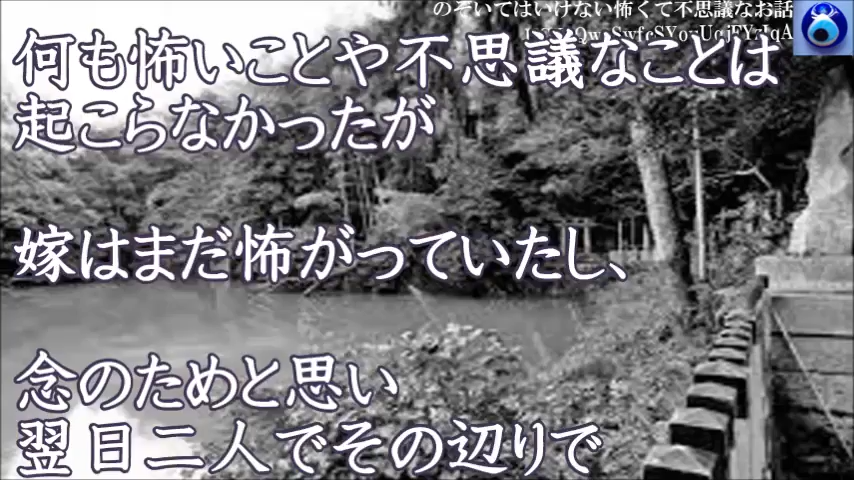 のぞいてはいけない怖くて不思議なお話
何も怖いことや不思議なことは
起こらなかったが
嫁はまだ怖がっていたし、
念のためと思い
翌日二人でその辺りで